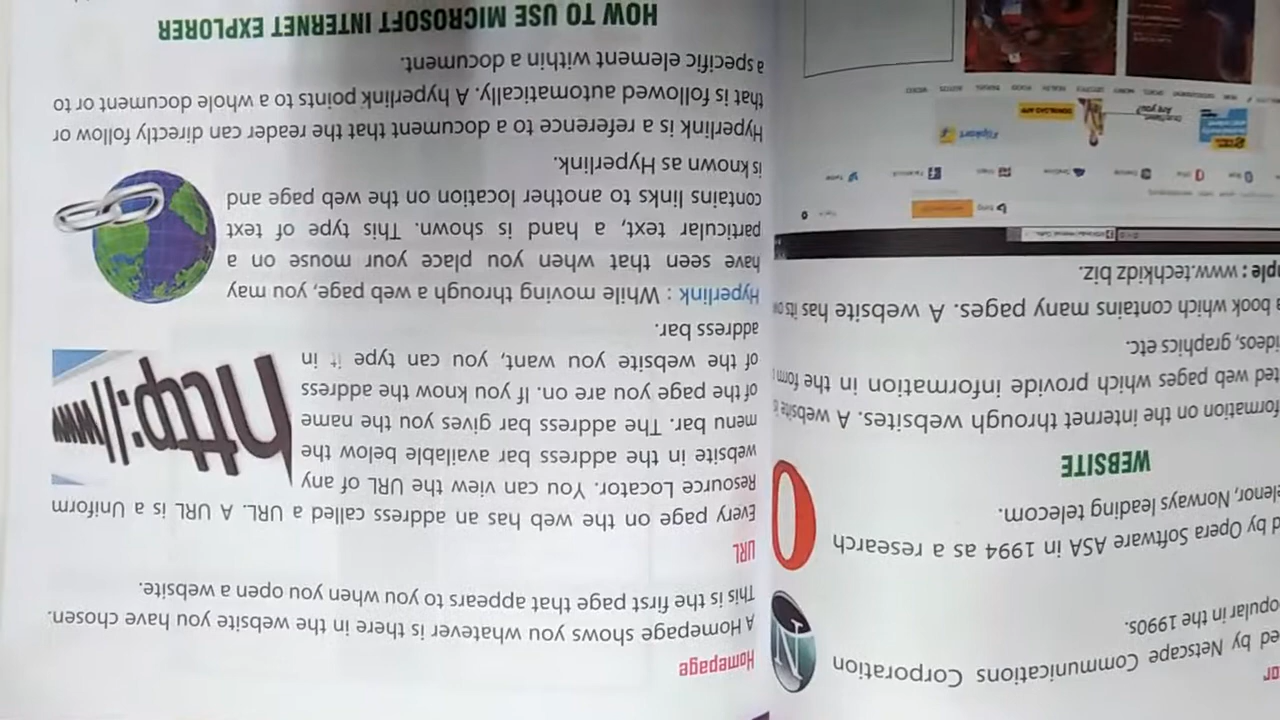 or
ed by Netscape Communications Corporation
opular in the 1990s.
d by Opera Software ASA in 1994 as a research
elenor, Norways leading telecom.
WEBSITE
formation on the internet through websites. A website is
ted web pages which provide information in the form
ideos, graphics etc.
a book which contains many pages. A website has its ow
mple : www.techkidz.biz.
Flipkart
DOWNLOAD APP
Homepage
A Homepage shows you whatever is there in the website you have chosen.
This is the first page that appears to you when you open a website.
URL
Every page on the web has an address called a URL. A URL is a Uniform
Resource Locator. You can view the URL of any
website in the address bar available below the
menu bar. The address bar gives you the name
of the page you are on. If you know the address
of the website you want, you can type it in
address bar.
http://www
Hyperlink : While moving through a web page, you may
have seen that when you place your mouse on a
particular text, a hand is shown. This type of text
contains links to another location on the web page and
is known as Hyperlink.
Hyperlink is a reference to a document that the reader can directly follow or
that is followed automatically. A hyperlink points to a whole document or to
a specific element within a document.
HOW TO USE MICROSOFT INTERNET EXPLORER